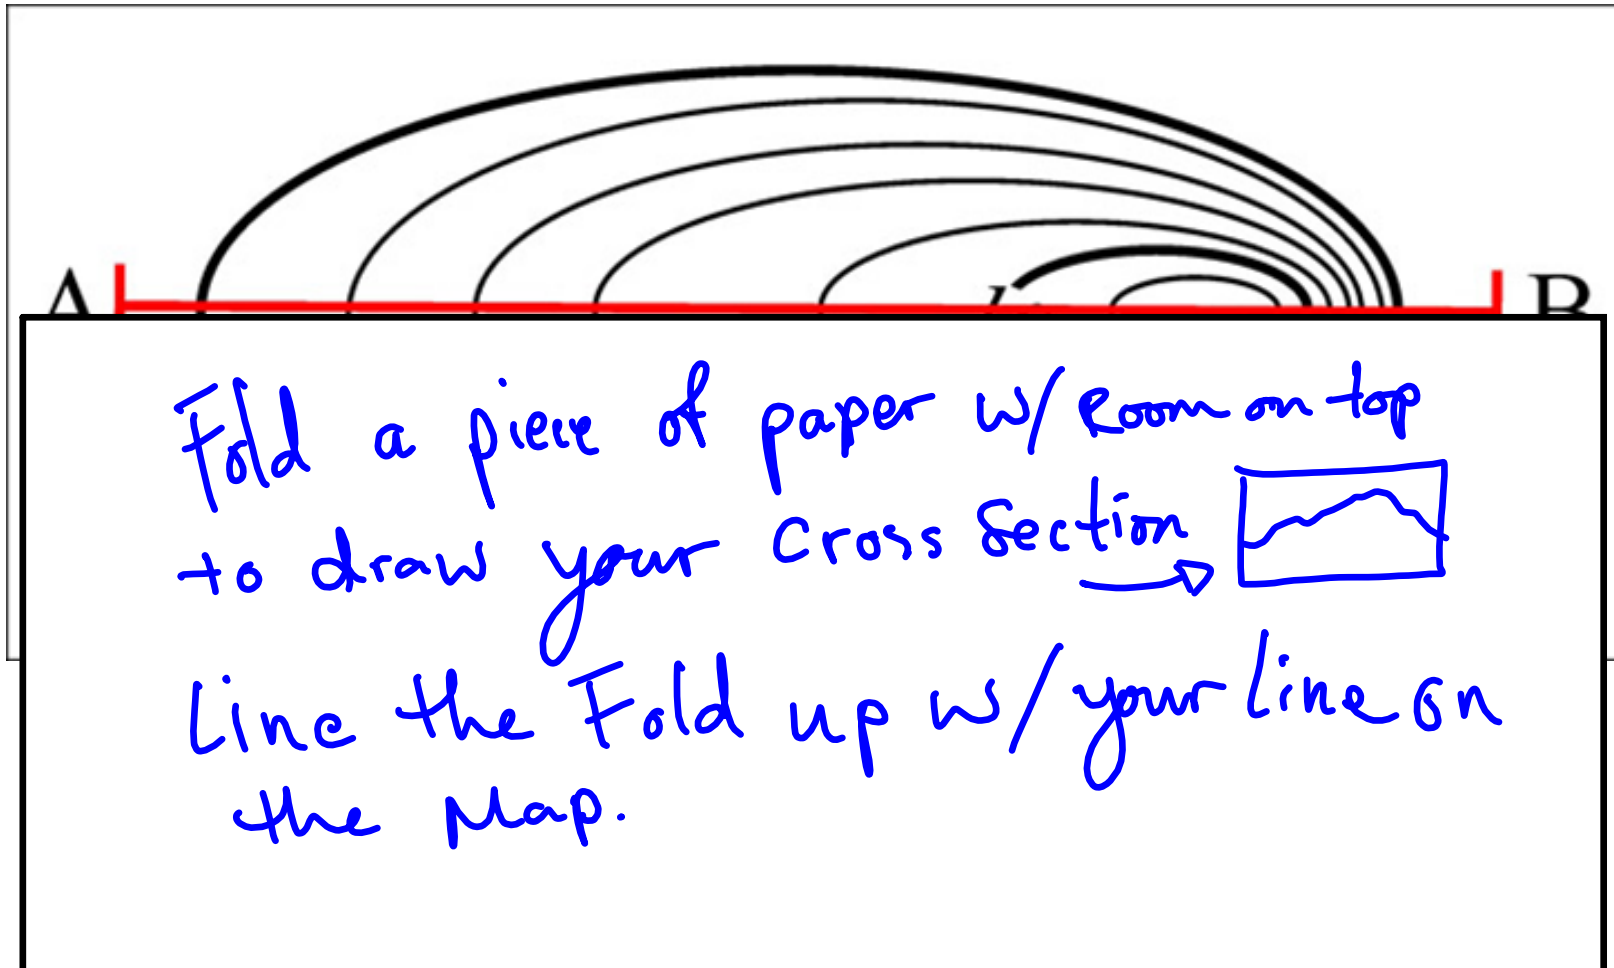 A B
Fold a piece of paper w/ Room on top
to draw your cross Section
Line the Fold up w/ your line on
the Map.